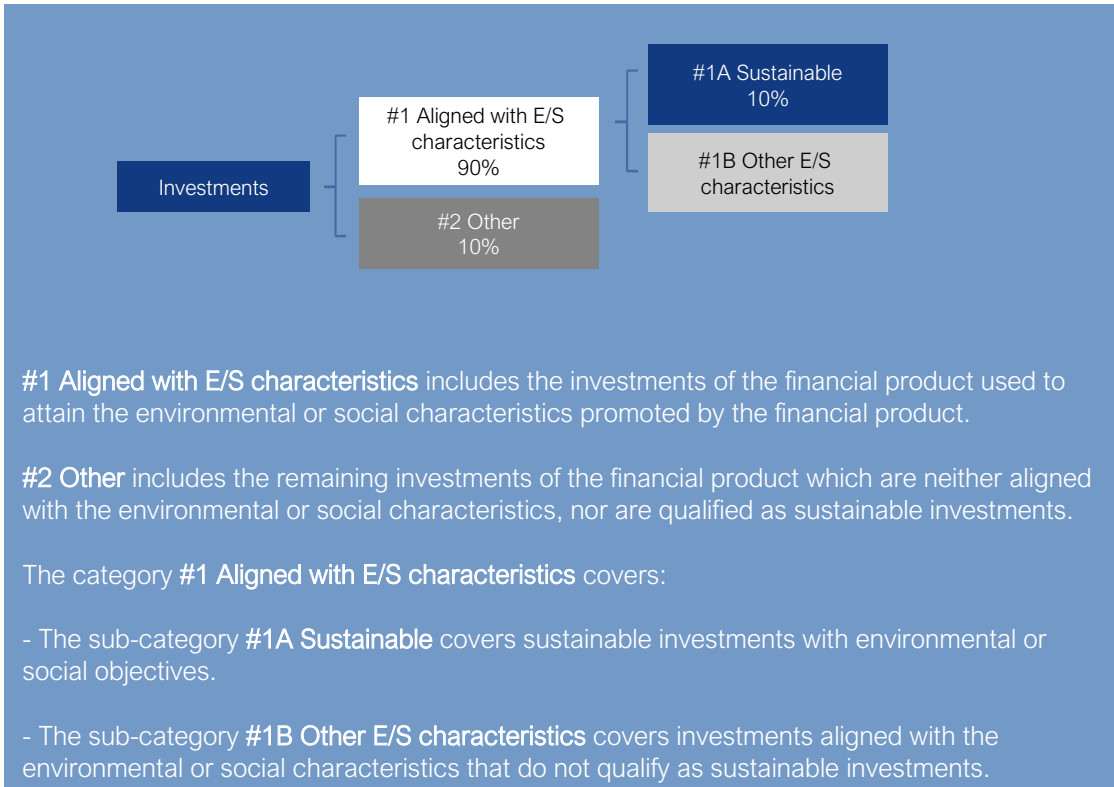 #1A Sustainable
10%
#1 Aligned with E/S
characteristics
90%
#1B Other E/S
characteristics
Investments
#2 Other
10%
#1 Aligned with E/S characteristics includes the investments of the financial product used to
attain the environmental or social characteristics promoted by the financial product.
#2 Other includes the remaining investments of the financial product which are neither aligned
with the environmental or social characteristics, nor are qualified as sustainable investments.
The category #1 Aligned with E/S characteristics covers:
- The sub-category #1A Sustainable covers sustainable investments with environmental or
social objectives.
- The sub-category #1B Other E/S characteristics covers investments aligned with the
environmental or social characteristics that do not qualify as sustainable investments.